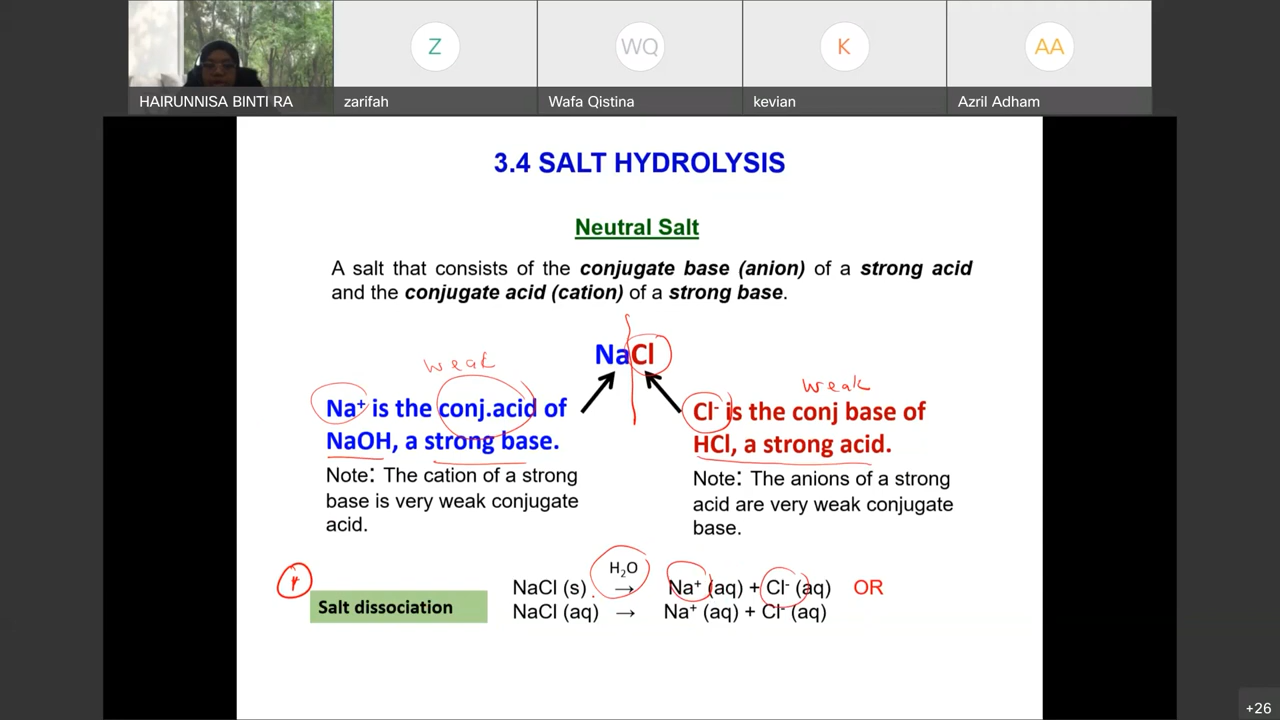 Z
WQ
K
AA
HAIRUNNISA BINTI RA
zarifah
Wafa Qistina
kevian
Azril Adham
3.4 SALT HYDROLYSIS
Neutral Salt
A salt that consists of the conjugate base (anion) of a strong acid
and the conjugate acid (cation) of a strong base.
NaCl
weak
Na⁺ is the conj.acid of
NaOH, a strong base.
Note: The cation of a strong
base is very weak conjugate
acid.
weak
Cl⁻ is the conj base of
HCl, a strong acid.
Note: The anions of a strong
acid are very weak conjugate
base.
H₂O
NaCl (s) → Na⁺ (aq) + Cl⁻ (aq) OR
Salt dissociation
NaCl (aq) → Na⁺ (aq) + Cl⁻ (aq)
+26